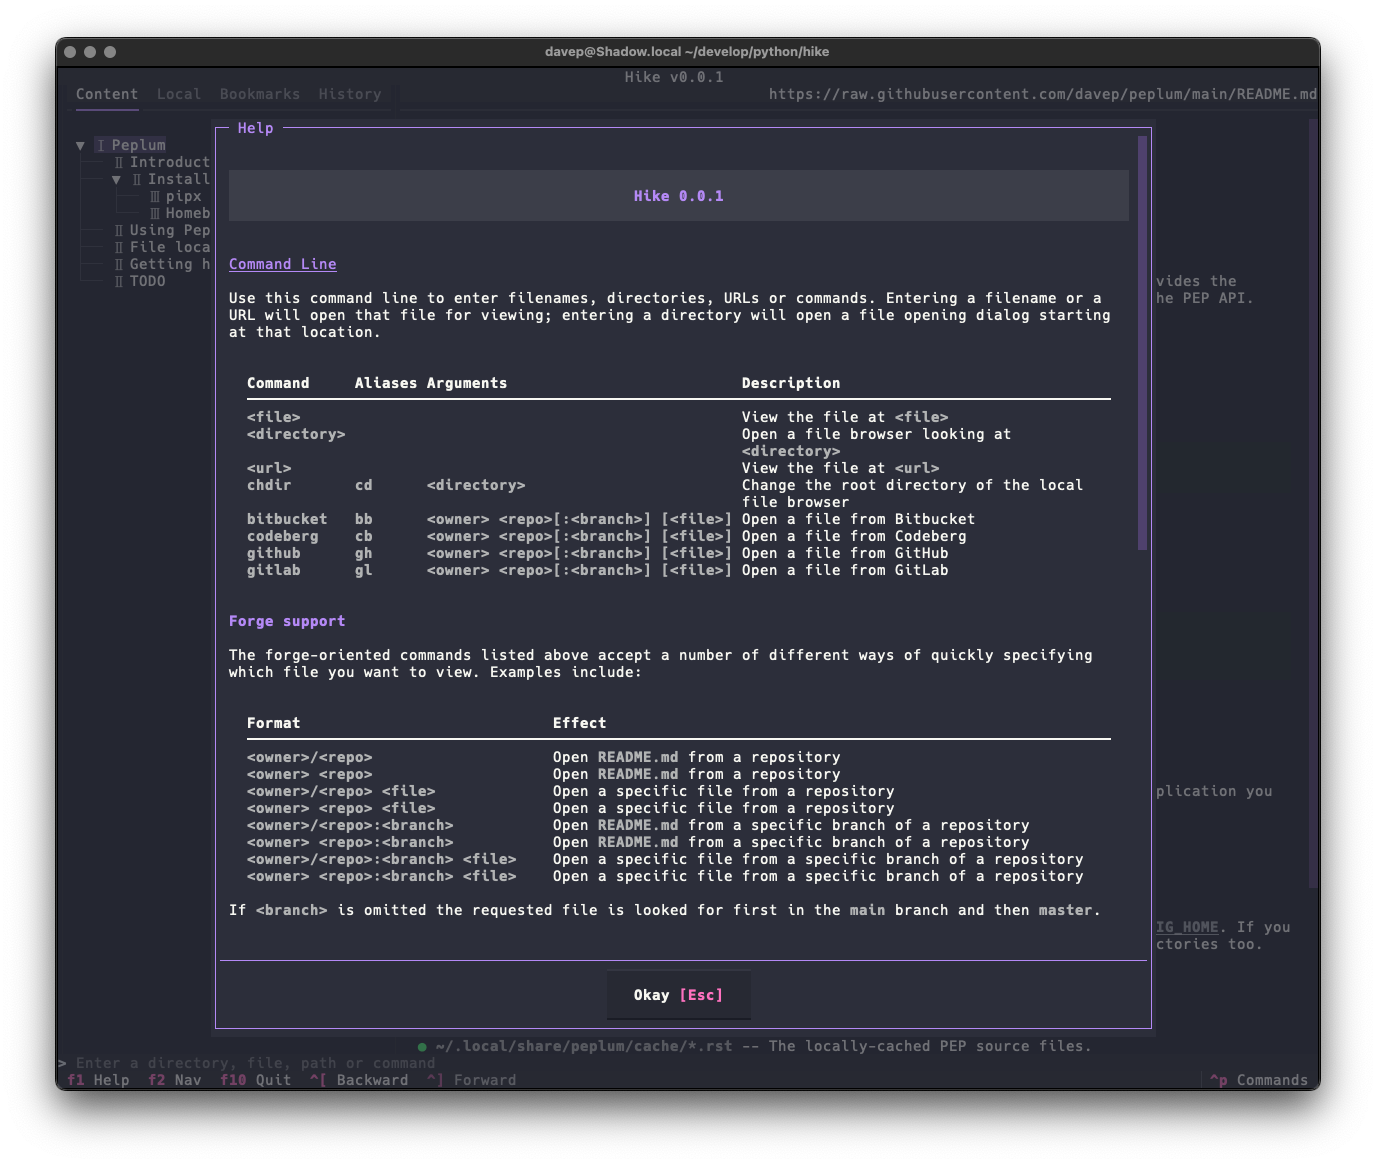 davep@Shadow.local ~/develop/python/hike
Hike v0.0.1
Content Local Bookmarks History
https://raw.githubusercontent.com/davep/peplum/main/README.md
Help
▼ Ⅰ Peplum
Ⅱ Introduct
▼ Ⅱ Install
Ⅲ pipx
Ⅲ Homeb
Ⅱ Using Pep
Ⅱ File loca
Ⅱ Getting h
Ⅱ TODO
Hike 0.0.1
Command Line
Use this command line to enter filenames, directories, URLs or commands. Entering a filename or a
URL will open that file for viewing; entering a directory will open a file opening dialog starting
at that location.
Command Aliases Arguments Description
<file> View the file at <file>
<directory> Open a file browser looking at
<directory>
<url> View the file at <url>
chdir cd <directory> Change the root directory of the local
file browser
bitbucket bb <owner> <repo>[:<branch>] [<file>] Open a file from Bitbucket
codeberg cb <owner> <repo>[:<branch>] [<file>] Open a file from Codeberg
github gh <owner> <repo>[:<branch>] [<file>] Open a file from GitHub
gitlab gl <owner> <repo>[:<branch>] [<file>] Open a file from GitLab
Forge support
The forge-oriented commands listed above accept a number of different ways of quickly specifying
which file you want to view. Examples include:
Format Effect
<owner>/<repo> Open README.md from a repository
<owner> <repo> Open README.md from a repository
<owner>/<repo> <file> Open a specific file from a repository
<owner> <repo> <file> Open a specific file from a repository
<owner>/<repo>:<branch> Open README.md from a specific branch of a repository
<owner> <repo>:<branch> Open README.md from a specific branch of a repository
<owner>/<repo>:<branch> <file> Open a specific file from a specific branch of a repository
<owner> <repo>:<branch> <file> Open a specific file from a specific branch of a repository
If <branch> is omitted the requested file is looked for first in the main branch and then master.
Okay [Esc]
vides the
he PEP API.
plication you
IG_HOME. If you
ctories too.
● ~/.local/share/peplum/cache/*.rst -- The locally-cached PEP source files.
> Enter a directory, file, path or command
f1 Help f2 Nav f10 Quit ^[ Backward ^] Forward ^p Commands